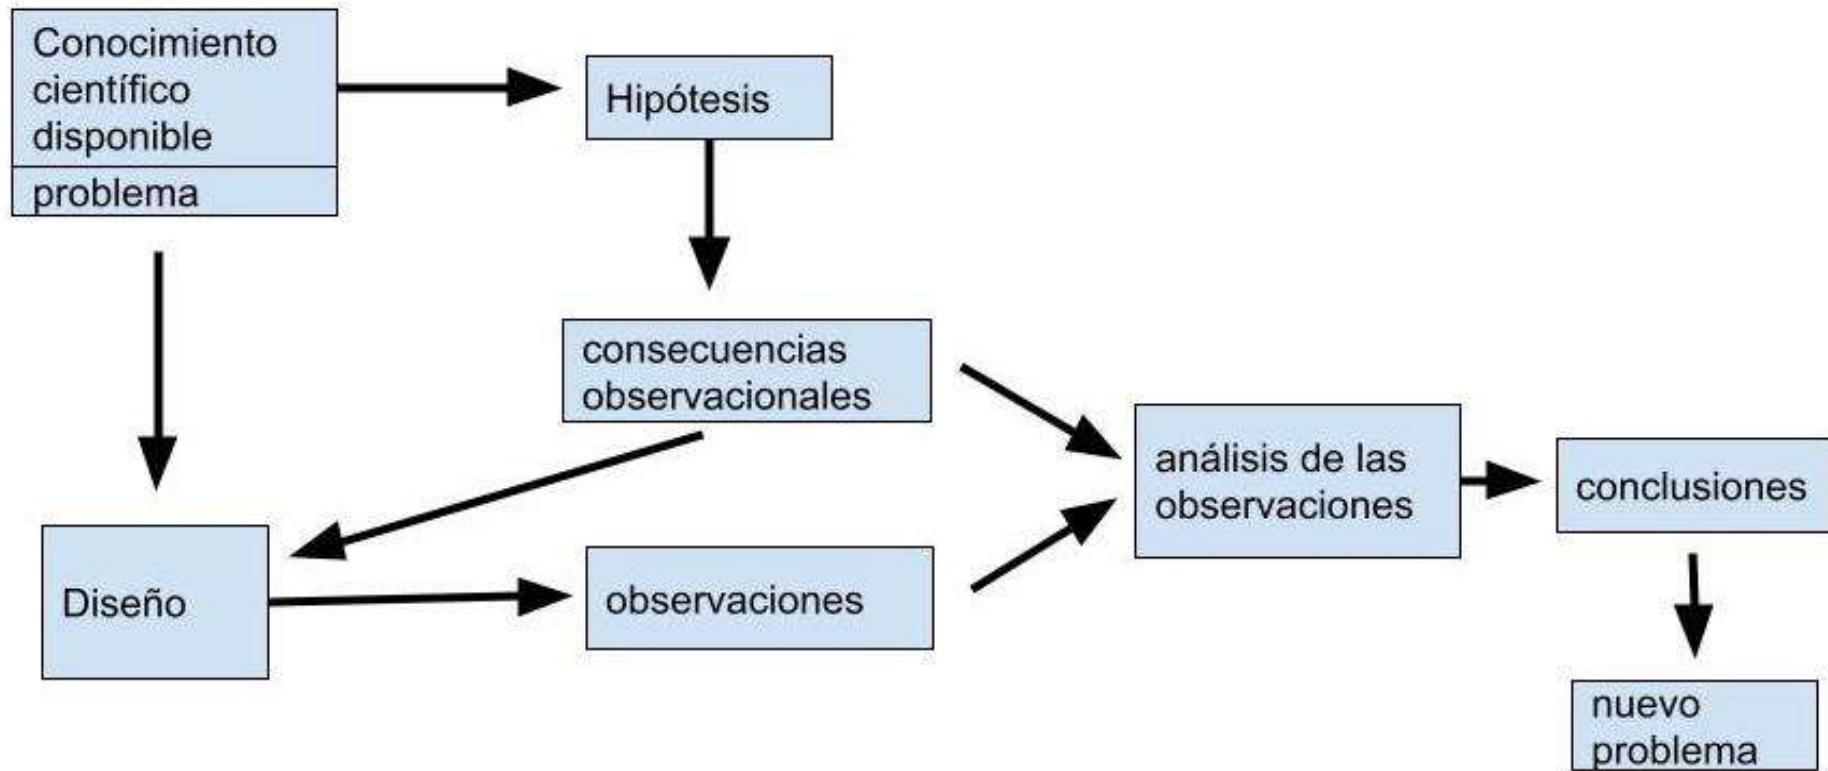 Conocimiento
científico
disponible
problema
Hipótesis
consecuencias
observacionales
Diseño
observaciones
análisis de las
observaciones
conclusiones
nuevo
problema